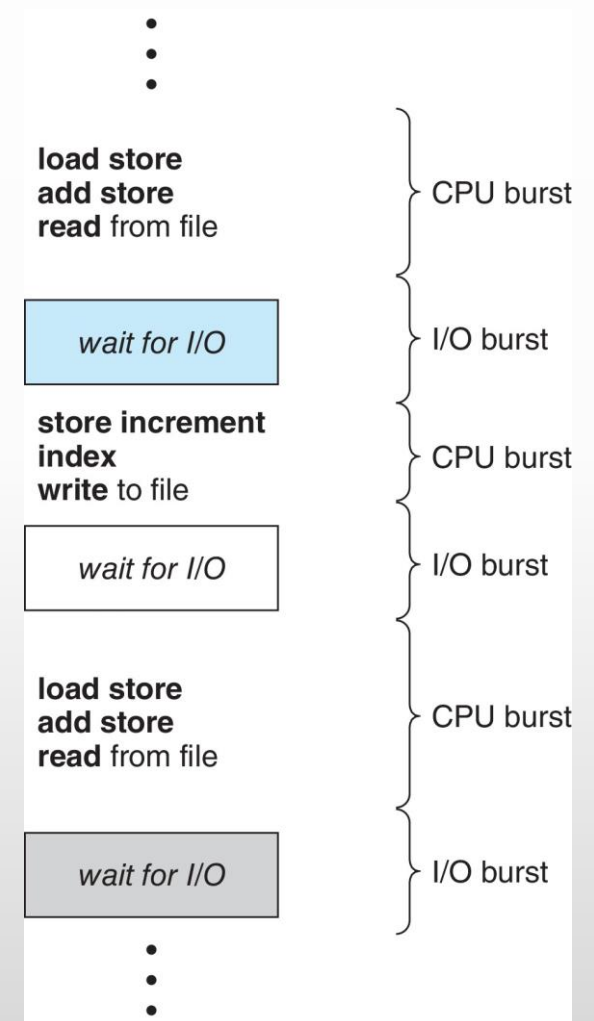 load store
add store
read from file
CPU burst
wait for I/O
I/O burst
store increment
index
write to file
CPU burst
wait for I/O
I/O burst
load store
add store
read from file
CPU burst
wait for I/O
I/O burst